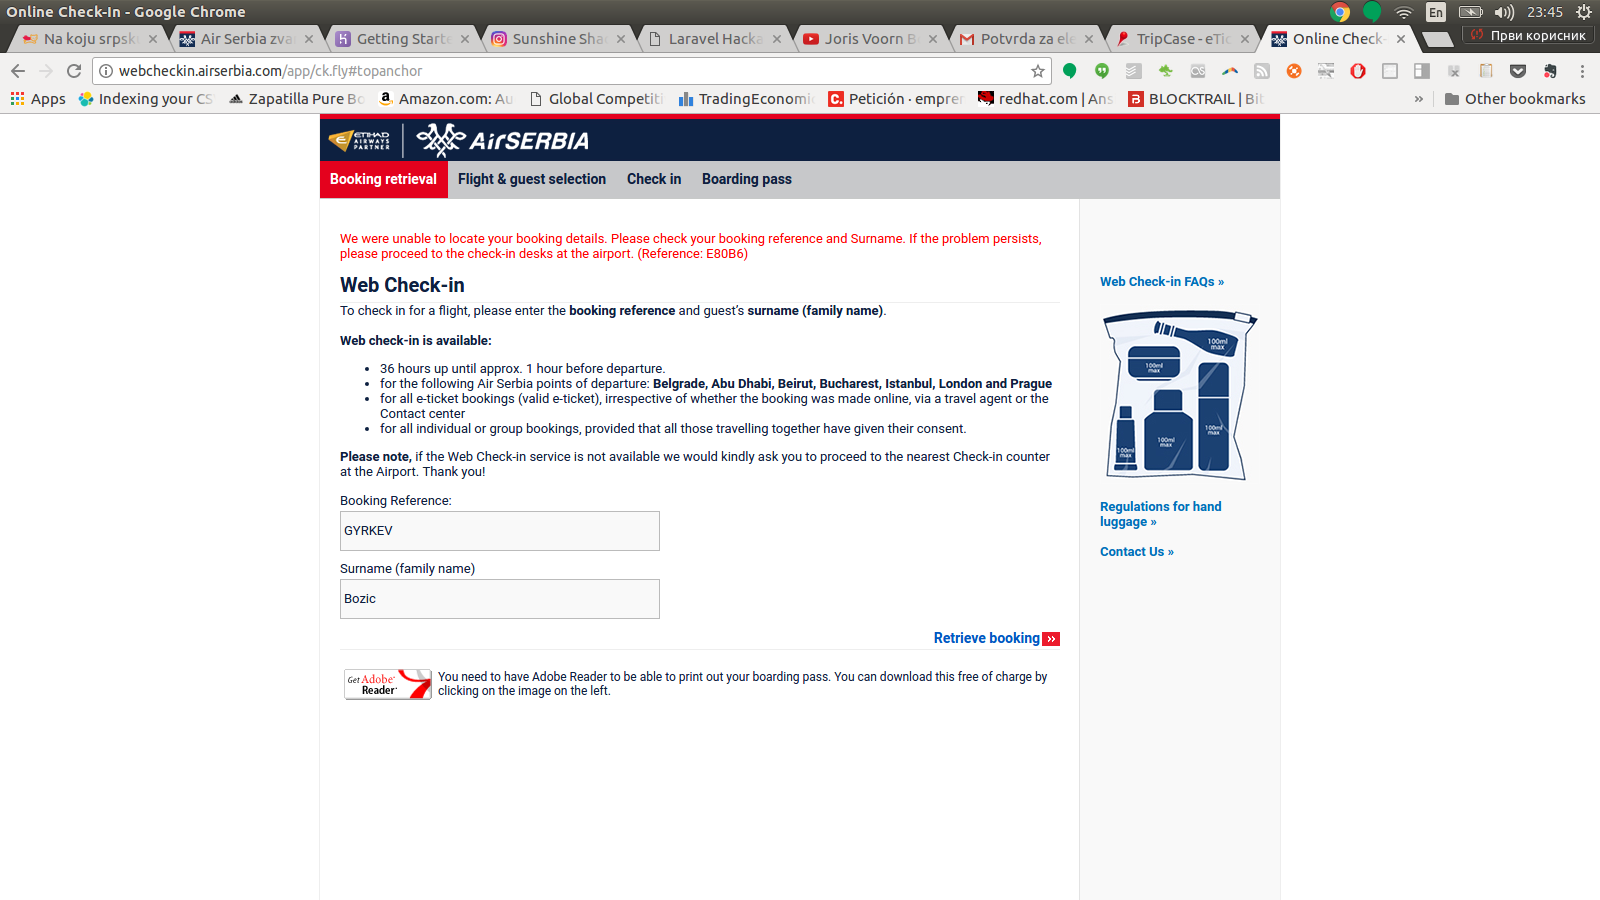 Online Check-In - Google Chrome
En
23:45
Na koju srpsk
Air Serbia zva
Getting Starte
Sunshine Sha
Laravel Hacka
Joris Voorn B
Potvrda za ele
TripCase - eTic
Online Check-
Први корисник
webcheckin.airserbia.com/app/ck.fly#topanchor
Apps
Indexing your CS
Zapatilla Pure Bo
Amazon.com: Au
Global Competiti
TradingEconomi
Petición · emprer
redhat.com | Ans
BLOCKTRAIL | Bit
»
Other bookmarks
ETIHAD
AIRWAYS
PARTNER
AirSERBIA
Booking retrieval
Flight & guest selection
Check in
Boarding pass
We were unable to locate your booking details. Please check your booking reference and Surname. If the problem persists,
please proceed to the check-in desks at the airport. (Reference: E80B6)
Web Check-in
To check in for a flight, please enter the booking reference and guest's surname (family name).
Web check-in is available:
• 36 hours up until approx. 1 hour before departure.
• for the following Air Serbia points of departure: Belgrade, Abu Dhabi, Beirut, Bucharest, Istanbul, London and Prague
• for all e-ticket bookings (valid e-ticket), irrespective of whether the booking was made online, via a travel agent or the
Contact center
• for all individual or group bookings, provided that all those travelling together have given their consent.
Please note, if the Web Check-in service is not available we would kindly ask you to proceed to the nearest Check-in counter
at the Airport. Thank you!
Booking Reference:
GYRKEV
Surname (family name)
Bozic
Retrieve booking »
Get Adobe
Reader
You need to have Adobe Reader to be able to print out your boarding pass. You can download this free of charge by
clicking on the image on the left.
Web Check-in FAQs »
100ml
max
100ml
max
100ml
max
100ml
max
100ml
max
Regulations for hand
luggage »
Contact Us »